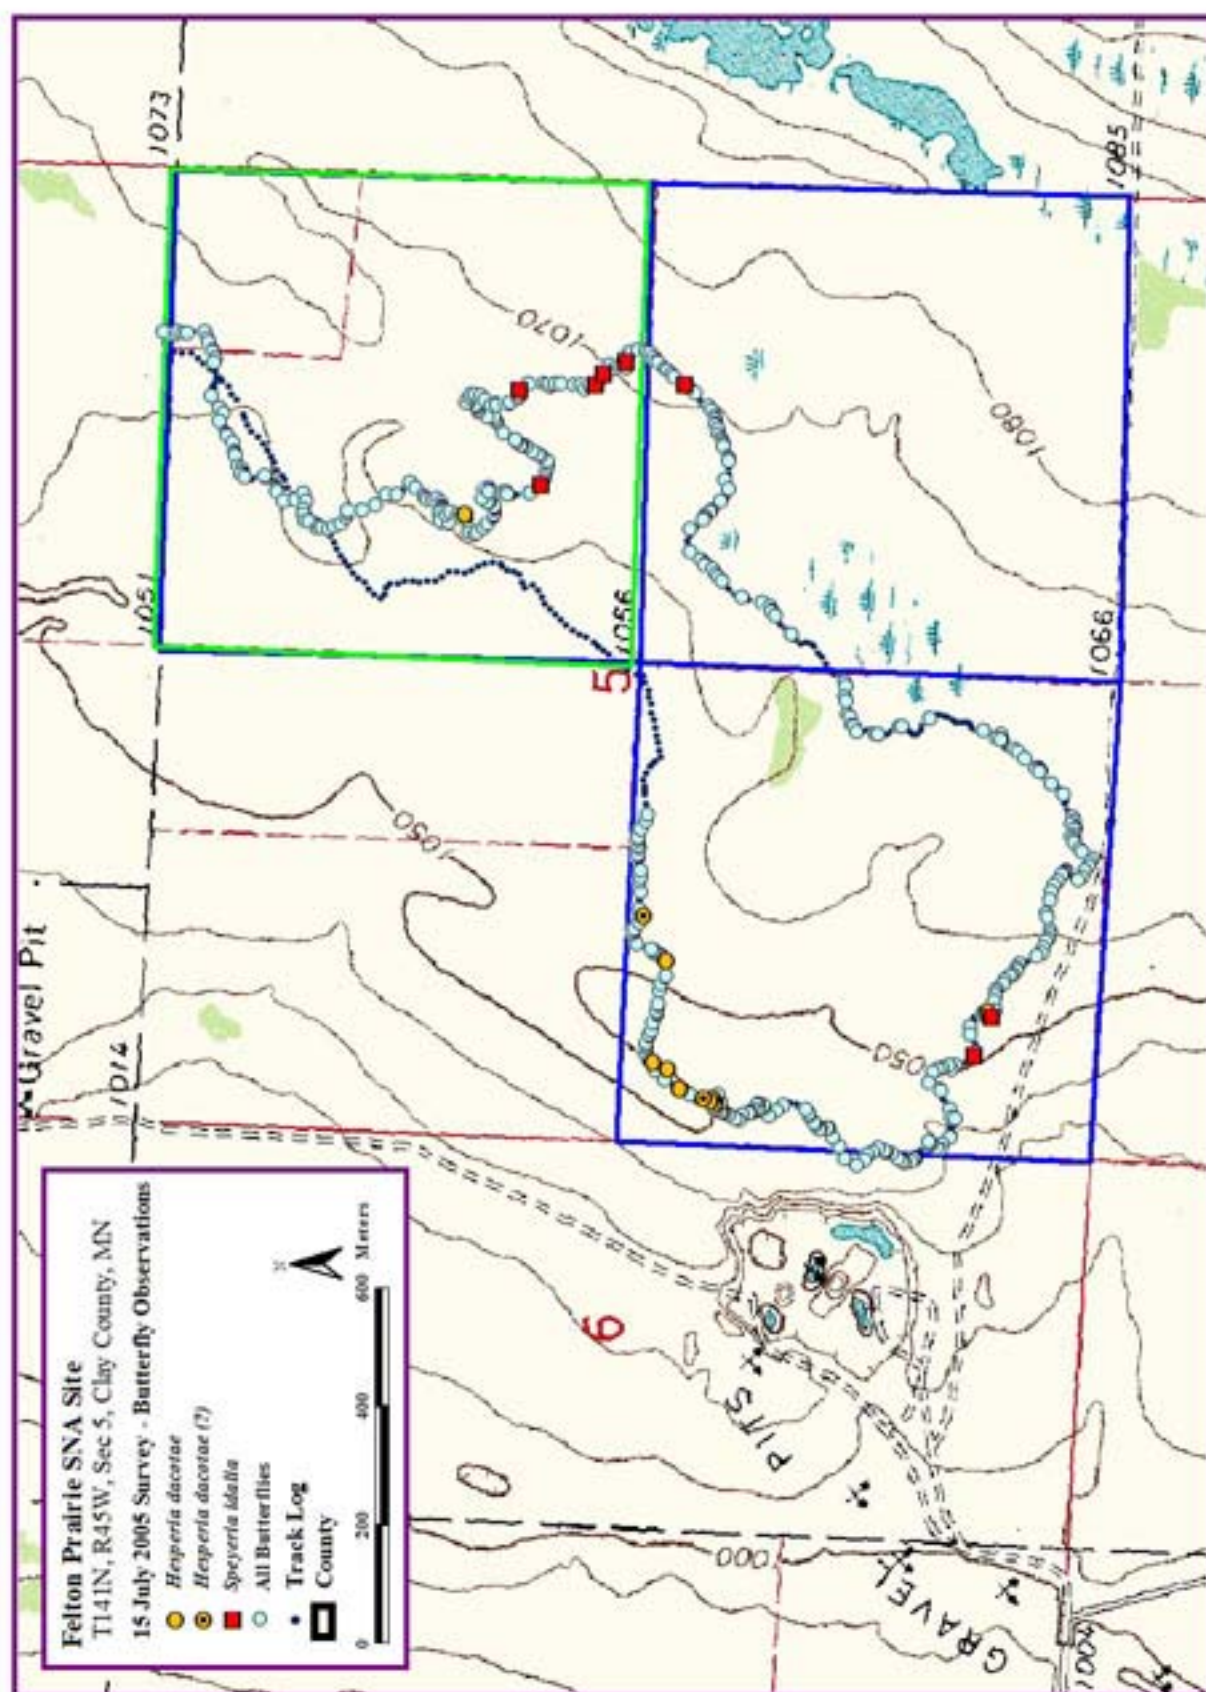 Felton Prairie SNA Site
T141N, R45W, Sec 5, Clay County, MN
15 July 2005 Survey - Butterfly Observations
Hesperia dacotae
Hesperia dacotae (?)
Speyeria idalia
All Butterflies
Track Log
County
N
0 200 400 600 Meters
Gravel Pit
1014
1051
1073
1050
1070
5
1056
6
1080
1085
1050
1066
PITS
GRAVEL
000
1004